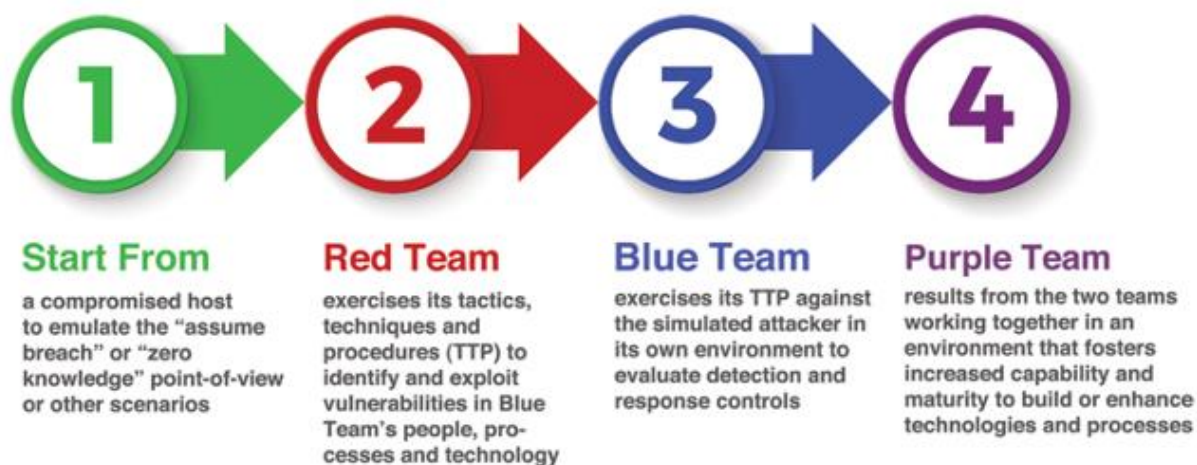 1
2
3
4
Start From
a compromised host
to emulate the “assume
breach” or “zero
knowledge” point-of-view
or other scenarios
Red Team
exercises its tactics,
techniques and
procedures (TTP) to
identify and exploit
vulnerabilities in Blue
Team’s people, pro-
cesses and technology
Blue Team
exercises its TTP against
the simulated attacker in
its own environment to
evaluate detection and
response controls
Purple Team
results from the two teams
working together in an
environment that fosters
increased capability and
maturity to build or enhance
technologies and processes